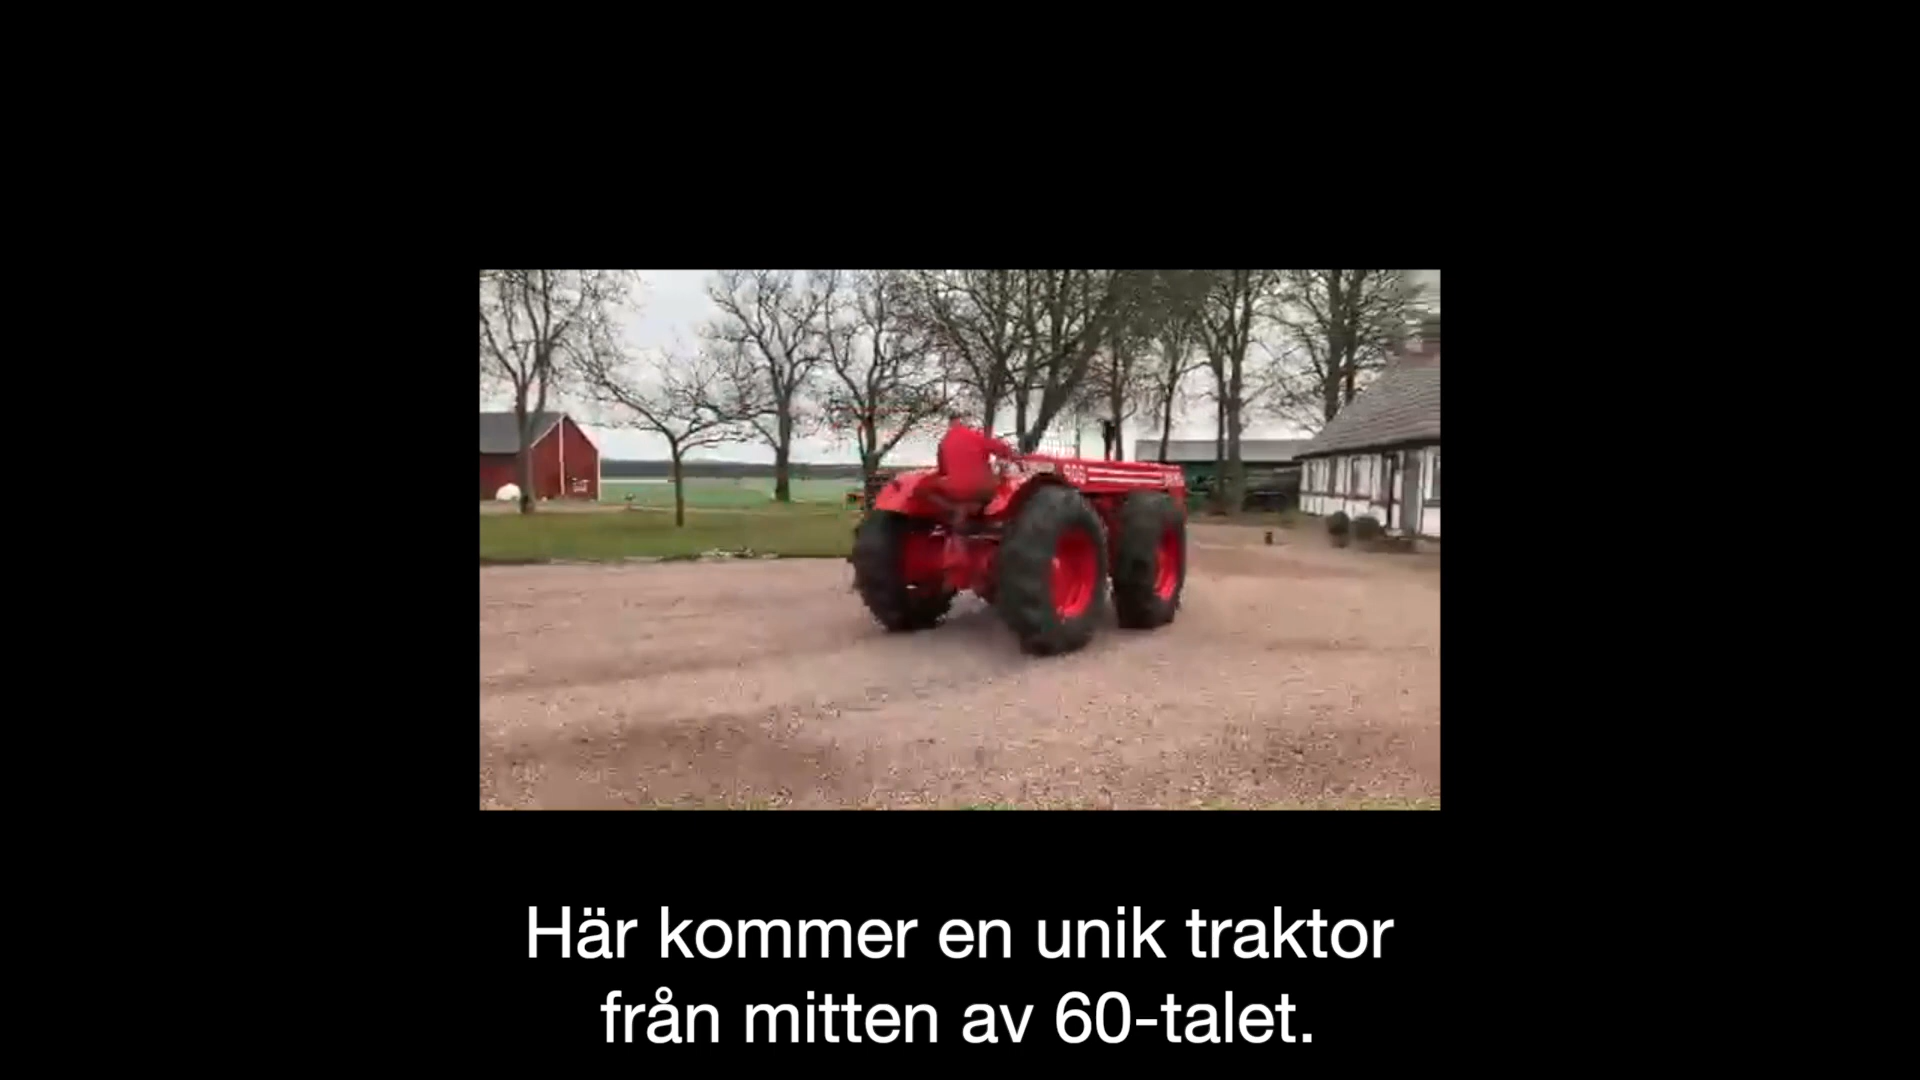 Här kommer en unik traktor
från mitten av 60-talet.